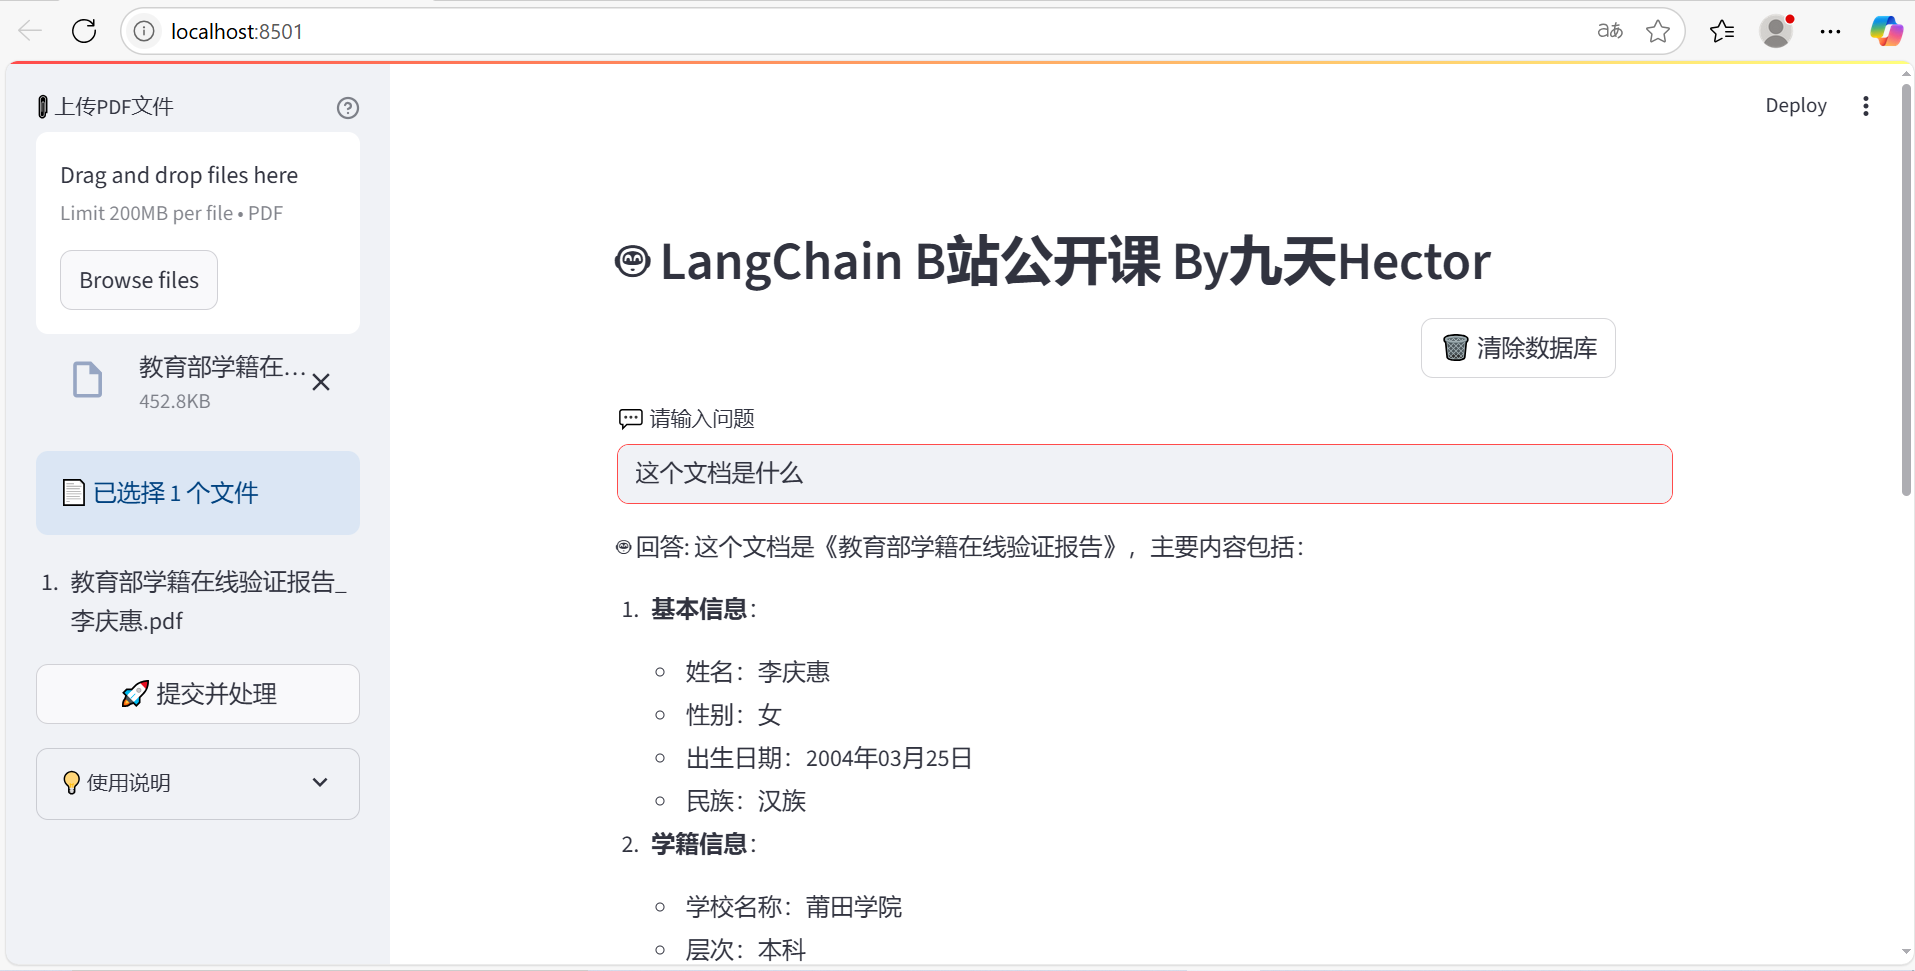 localhost:8501
上传PDF文件
Drag and drop files here
Limit 200MB per file • PDF
Browse files
教育部学籍在...
452.8KB
已选择 1 个文件
1. 教育部学籍在线验证报告_
李庆惠.pdf
提交并处理
使用说明
Deploy
LangChain B站公开课 By九天Hector
清除数据库
请输入问题
这个文档是什么
回答: 这个文档是《教育部学籍在线验证报告》，主要内容包括：
1. 基本信息：
姓名：李庆惠
性别：女
出生日期：2004年03月25日
民族：汉族
2. 学籍信息：
学校名称：莆田学院
层次：本科